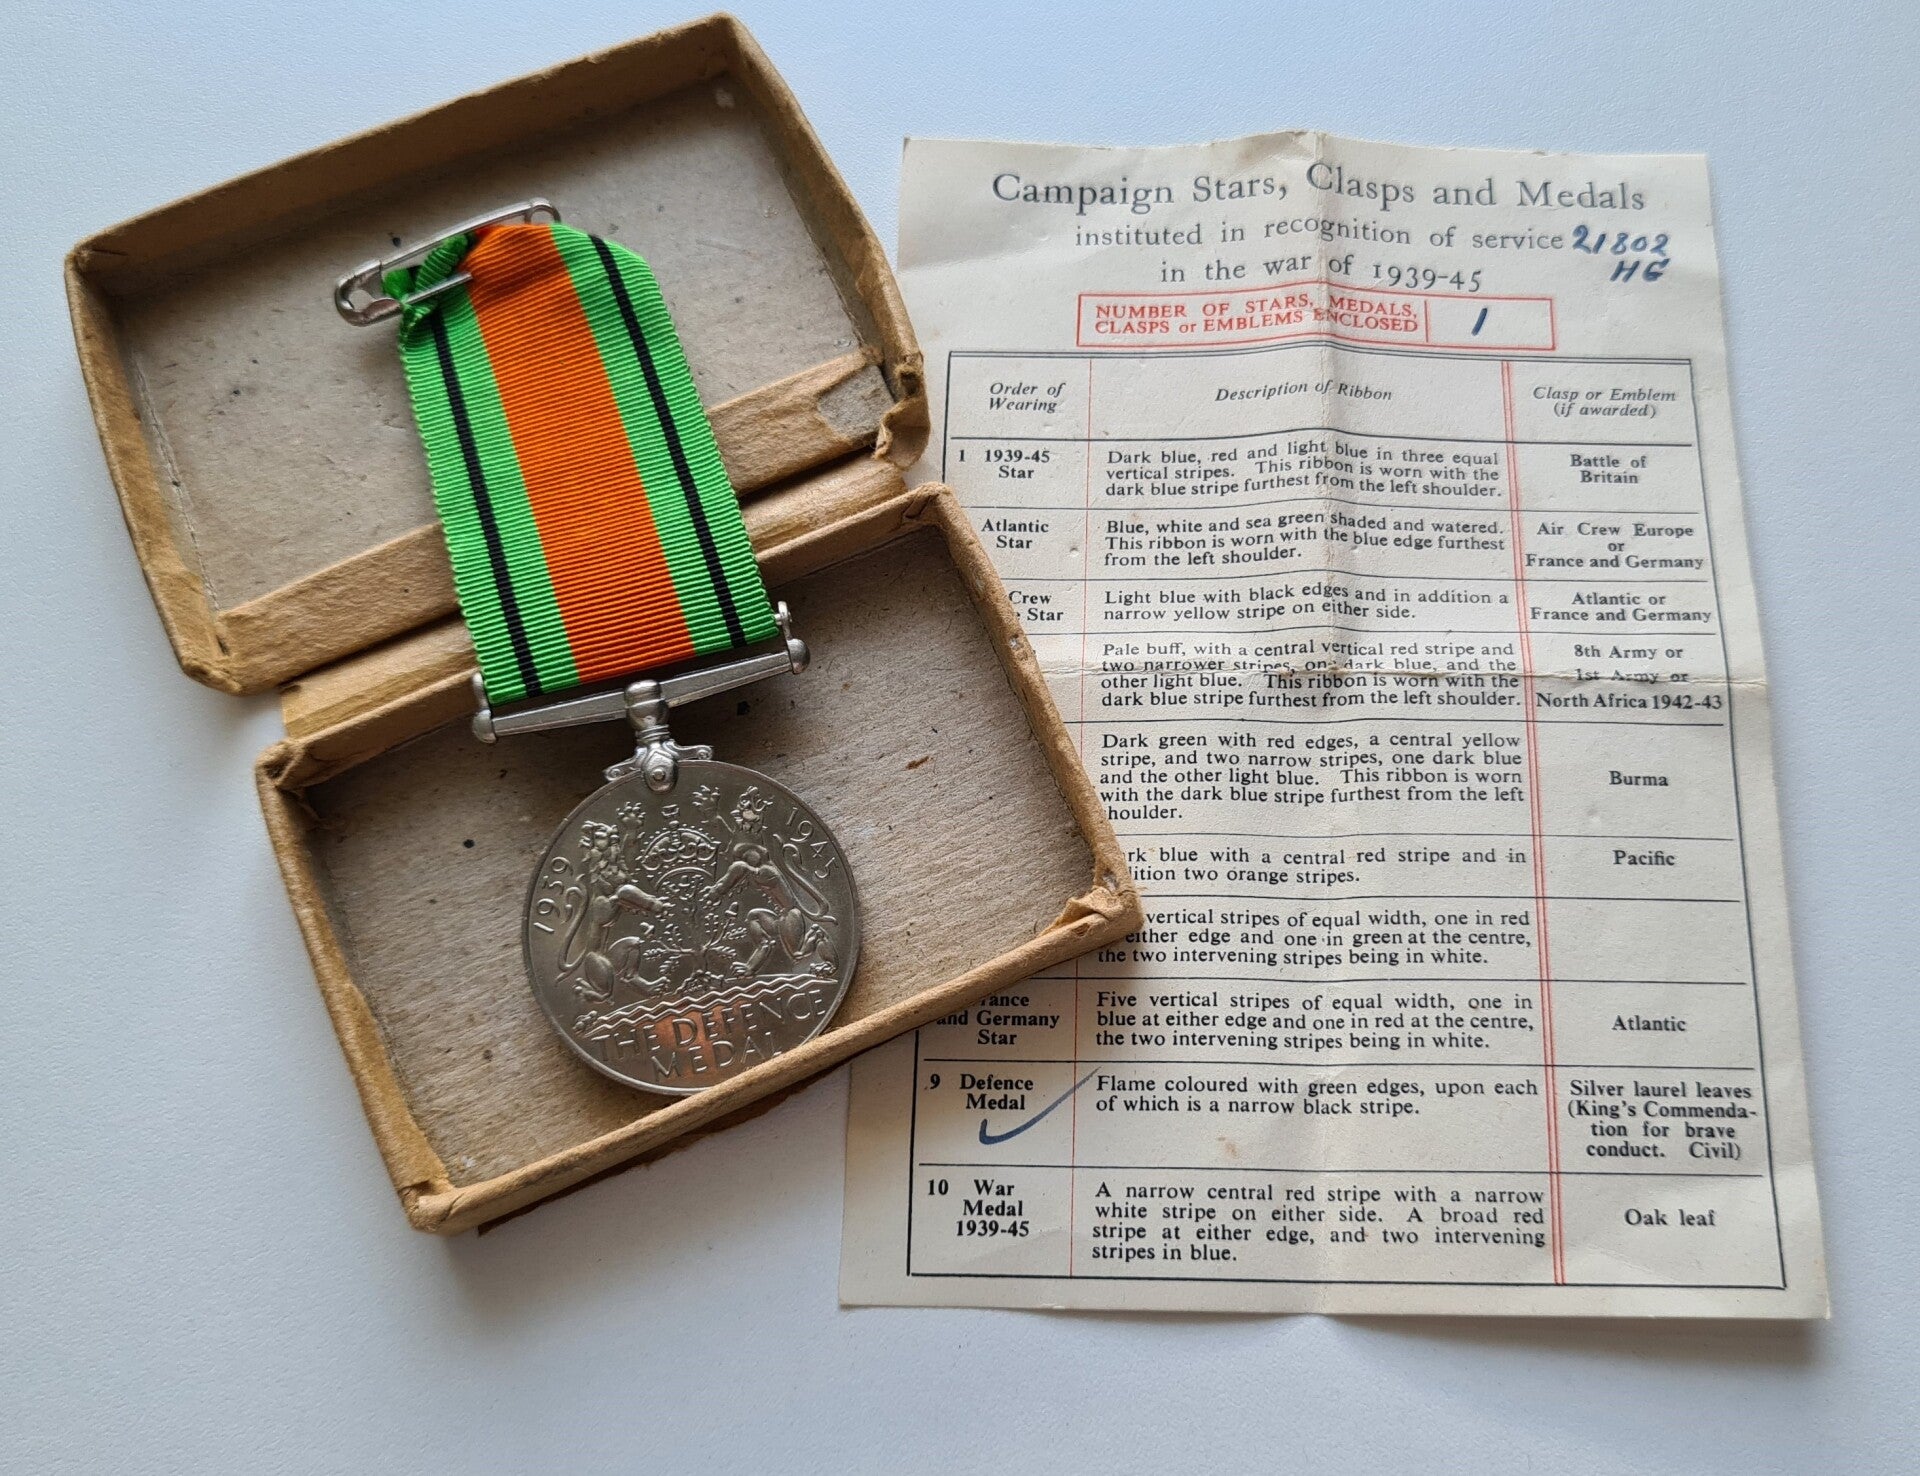 1939
1945
THE DEFENCE
MEDAL
Campaign Stars, Clasps and Medals
instituted in recognition of service
21802
HG
in the war of 1939-45
NUMBER OF STARS, MEDALS,
CLASPS or EMBLEMS ENCLOSED
1
Order of
Wearing
Description of Ribbon
Clasp or Emblem
(if awarded)
1 1939-45
Star
Dark blue, red and light blue in three equal
vertical stripes. This ribbon is worn with the
dark blue stripe furthest from the left shoulder.
Battle of
Britain
Atlantic
Star
Blue, white and sea green shaded and watered.
This ribbon is worn with the blue edge furthest
from the left shoulder.
Air Crew Europe
or
France and Germany
Crew
Star
Light blue with black edges and in addition a
narrow yellow stripe on either side.
Atlantic or
France and Germany
Pale buff, with a central vertical red stripe and
two narrower stripes, one dark blue, and the
other light blue. This ribbon is worn with the
dark blue stripe furthest from the left shoulder.
8th Army or
1st Army or
North Africa 1942-43
Dark green with red edges, a central yellow
stripe, and two narrow stripes, one dark blue
and the other light blue. This ribbon is worn
with the dark blue stripe furthest from the left
houlder.
Burma
rk blue with a central red stripe and in
ition two orange stripes.
Pacific
vertical stripes of equal width, one in red
either edge and one in green at the centre,
the two intervening stripes being in white.
rance
and Germany
Star
Five vertical stripes of equal width, one in
blue at either edge and one in red at the centre,
the two intervening stripes being in white.
Atlantic
9 Defence
Medal
Flame coloured with green edges, upon each
of which is a narrow black stripe.
Silver laurel leaves
(King's Commenda-
tion for brave
conduct. Civil)
10 War
Medal
1939-45
A narrow central red stripe with a narrow
white stripe on either side. A broad red
stripe at either edge, and two intervening
stripes in blue.
Oak leaf